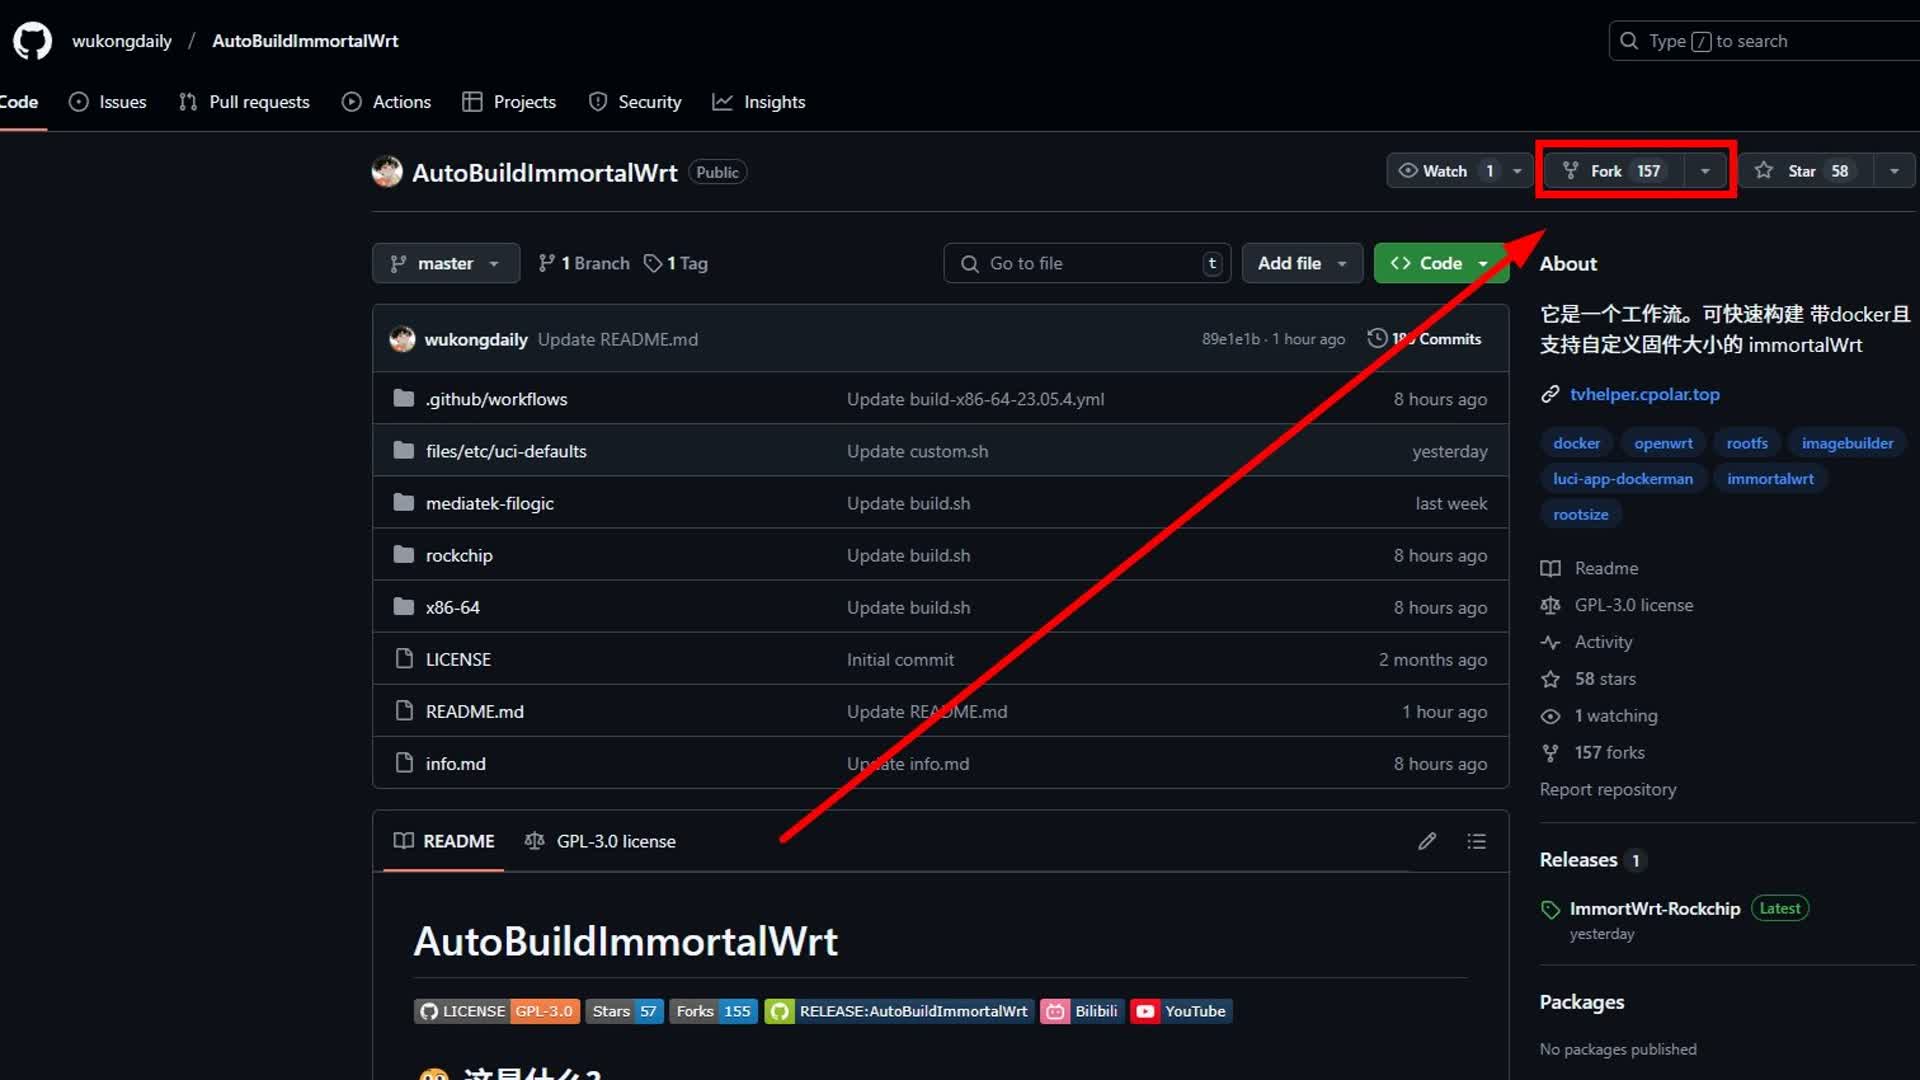 wukongdaily / AutoBuildImmortalWrt
Type / to search
Code Issues Pull requests Actions Projects Security Insights
AutoBuildImmortalWrt Public
Watch 1 Fork 157 Star 58
master 1 Branch 1 Tag Go to file t Add file Code
wukongdaily Update README.md 89e1e1b · 1 hour ago Commits
.github/workflows Update build-x86-64-23.05.4.yml 8 hours ago
files/etc/uci-defaults Update custom.sh yesterday
mediatek-filogic Update build.sh last week
rockchip Update build.sh 8 hours ago
x86-64 Update build.sh 8 hours ago
LICENSE Initial commit 2 months ago
README.md Update README.md 1 hour ago
info.md Update info.md 8 hours ago
README GPL-3.0 license
AutoBuildImmortalWrt
LICENSE GPL-3.0 Stars 57 Forks 155 RELEASE:AutoBuildImmortalWrt Bilibili YouTube
这是什么?
About
它是一个工作流。可快速构建 带docker且
支持自定义固件大小的 immortalWrt
tvhelper.cpolar.top
docker openwrt rootfs imagebuilder
luci-app-dockerman immortalwrt
rootsize
Readme
GPL-3.0 license
Activity
58 stars
1 watching
157 forks
Report repository
Releases 1
ImmortWrt-Rockchip Latest
yesterday
Packages
No packages published